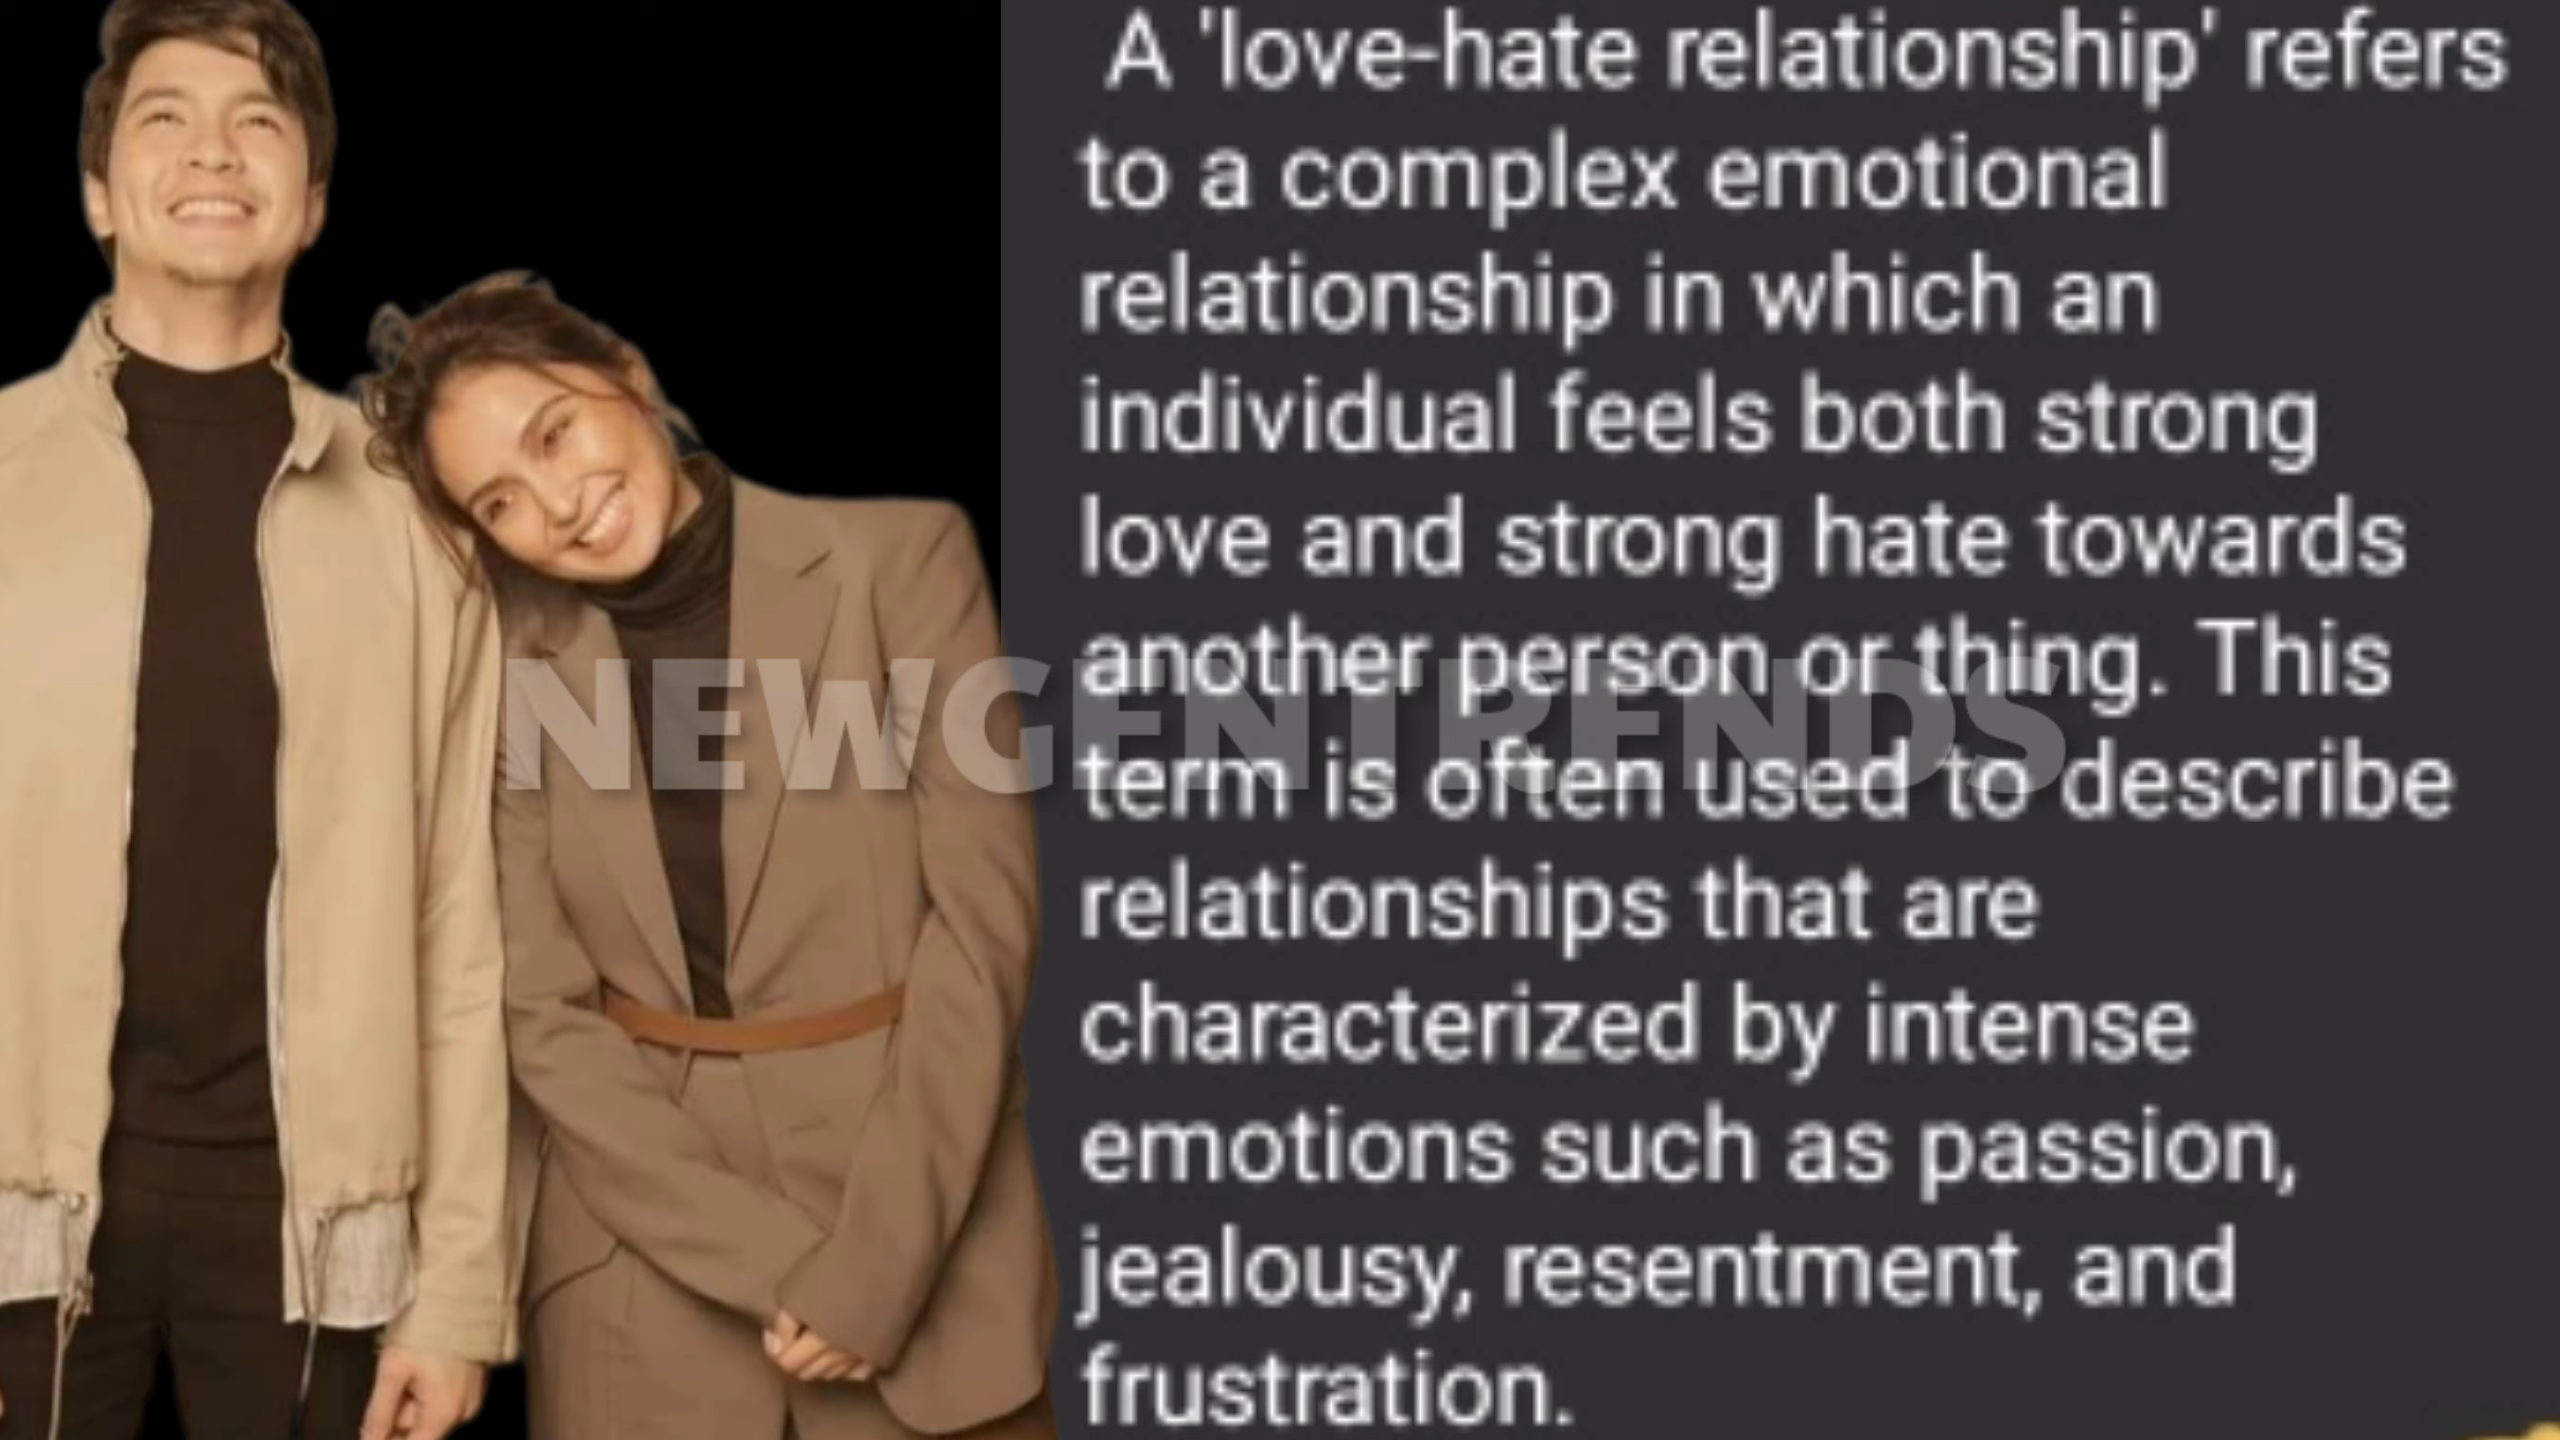 A 'love-hate relationship' refers
to a complex emotional
relationship in which an
individual feels both strong
love and strong hate towards
another person or thing. This
NEWGENTRENDS
term is often used to describe
relationships that are
characterized by intense
emotions such as passion,
jealousy, resentment, and
frustration.